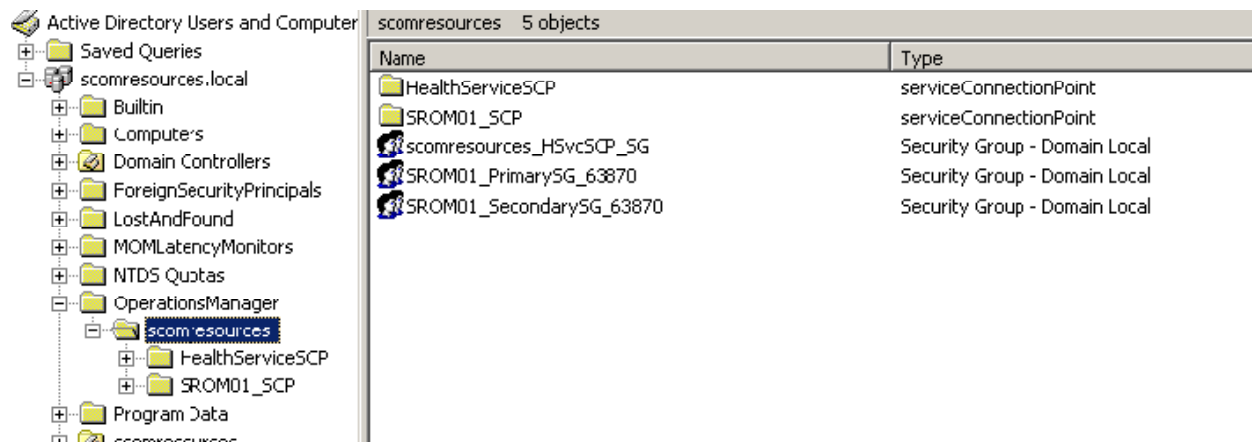 Active Directory Users and Computer
Saved Queries
scomresources.local
Builtin
Computers
Domain Controllers
ForeignSecurityPrincipals
LostAndFound
MOMLatencyMonitors
NTDS Quotas
OperationsManager
scomresources
HealthServiceSCP
SROM01_SCP
Program Data
scomresources 5 objects
Name Type
HealthServiceSCP serviceConnectionPoint
SROM01_SCP serviceConnectionPoint
scomresources_HSvcSCP_SG Security Group - Domain Local
SROM01_PrimarySG_63870 Security Group - Domain Local
SROM01_SecondarySG_63870 Security Group - Domain Local